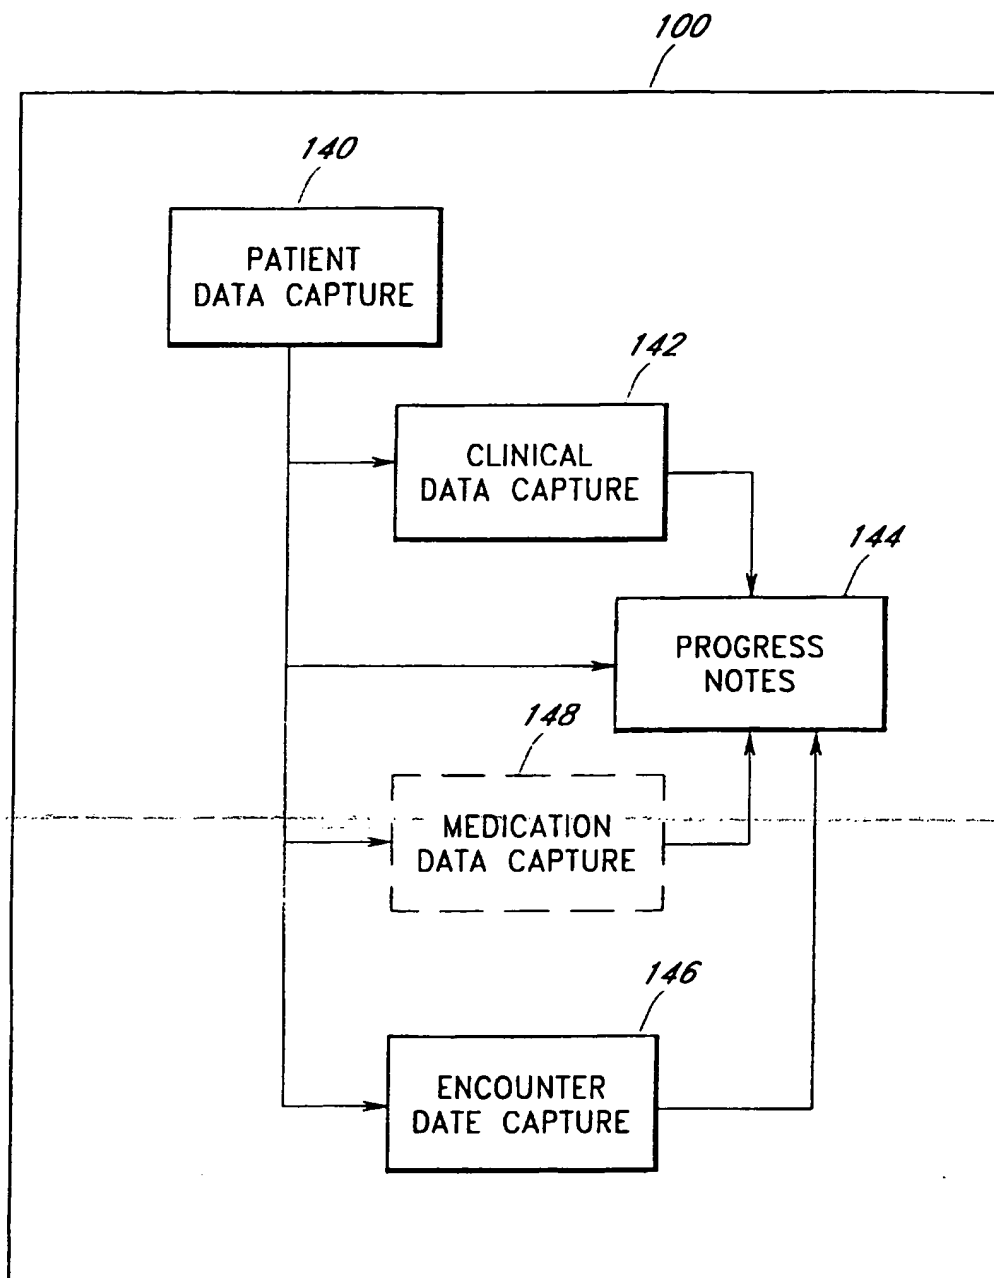 100
140
PATIENT
DATA CAPTURE
142
CLINICAL
DATA CAPTURE
144
PROGRESS
NOTES
148
MEDICATION
DATA CAPTURE
146
ENCOUNTER
DATE CAPTURE